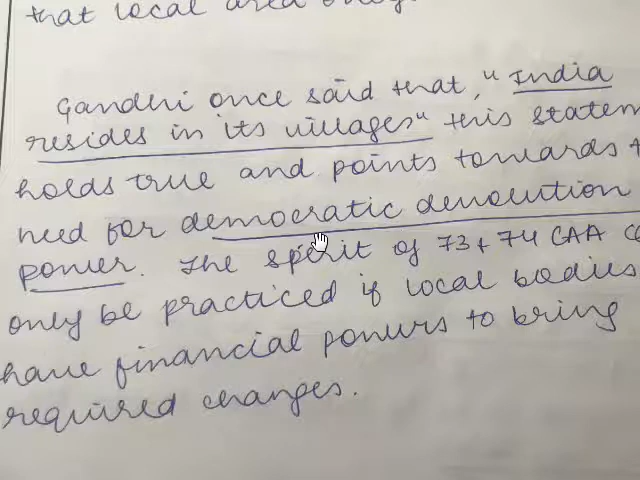 that local area only.
Gandhi once said that, "India
resides in its villages" this statem
holds true and points towards t
need for democratic devolution
power. The spirit of 73+74 CAA c
only be practiced if local bodies
have financial powers to bring
required changes.